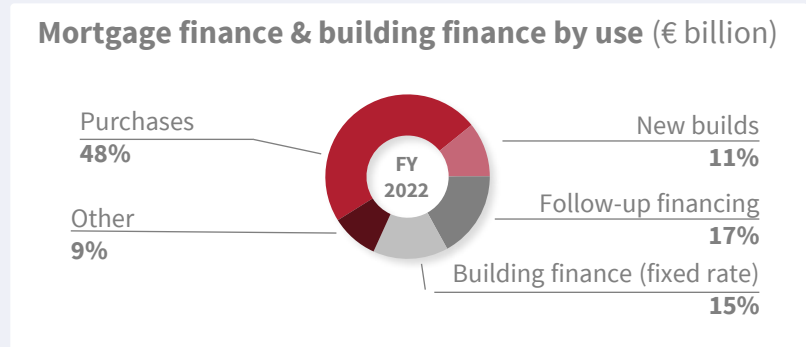 Mortgage finance & building finance by use (€ billion)
Purchases
48%
Other
9%
FY
2022
New builds
11%
Follow-up financing
17%
Building finance (fixed rate)
15%